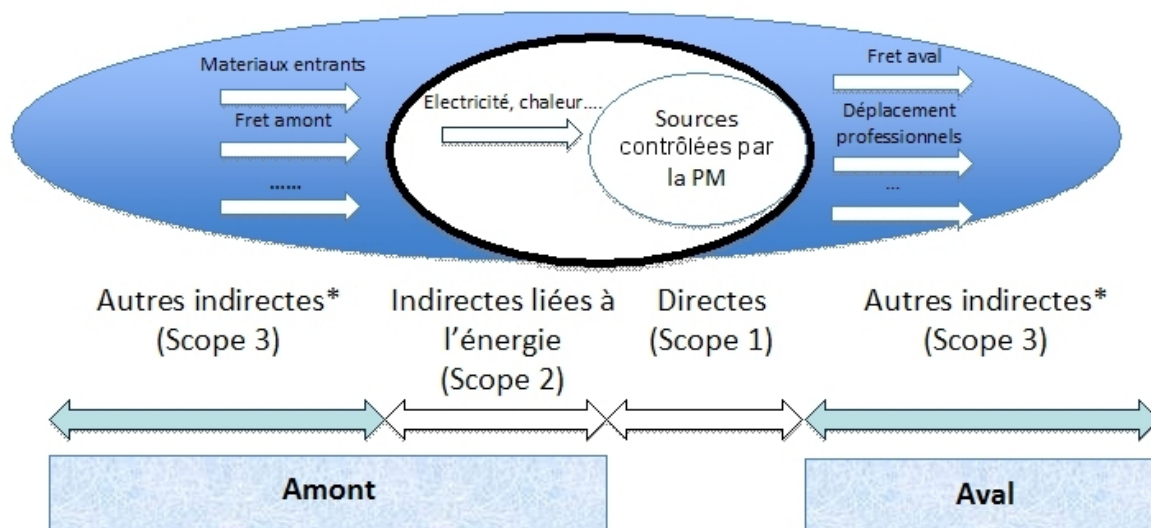 Materiaux entrants
Fret amont
......
Electricité, chaleur....
Sources
contrôlées par
la PM
Fret aval
Déplacement
professionnels
...
Autres indirectes*
(Scope 3)
Indirectes liées à
l'énergie
(Scope 2)
Directes
(Scope 1)
Autres indirectes*
(Scope 3)
Amont
Aval